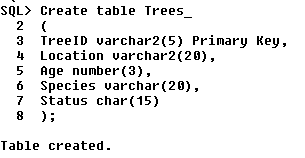 SQL> Create table Trees_
2 (
3 TreeID varchar2(5) Primary Key,
4 Location varchar2(20),
5 Age number(3),
6 Species varchar(20),
7 Status char(15)
8 );
Table created.